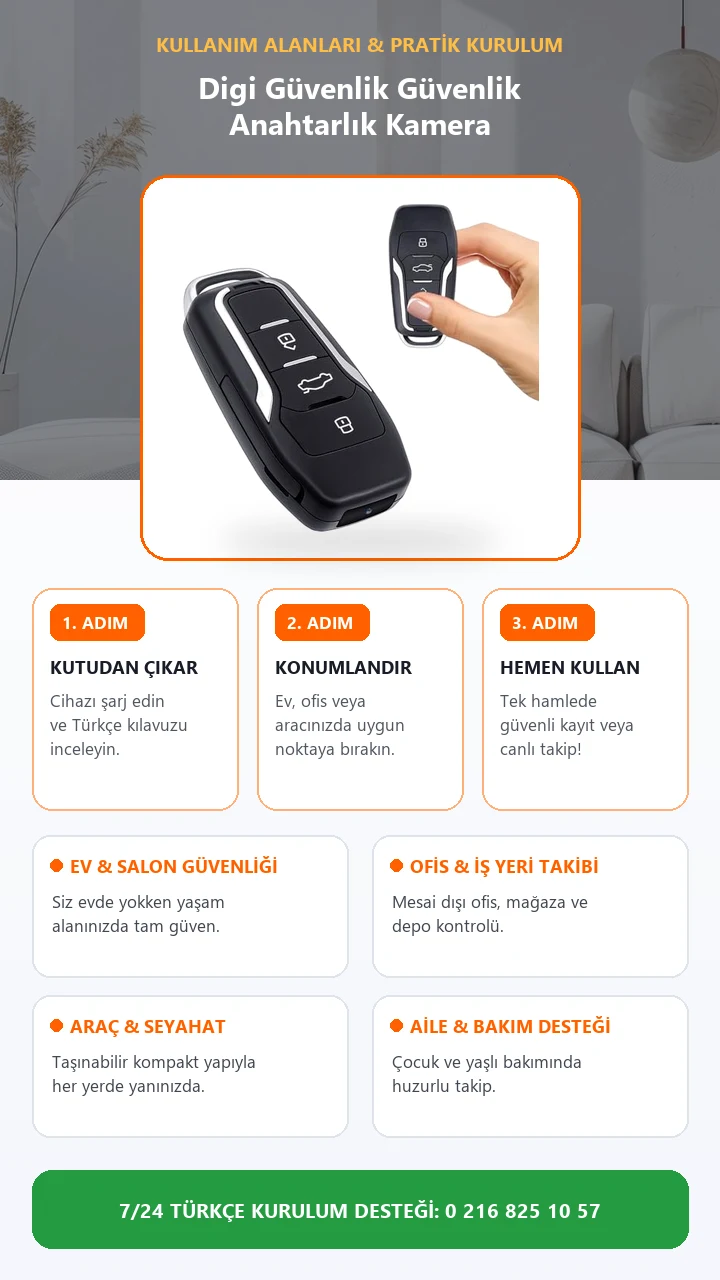 KULLANIM ALANLARI & PRATİK KURULUM
Digi Güvenlik Güvenlik
Anahtarlık Kamera
1. ADIM
KUTUDAN ÇIKAR
Cihazı şarj edin
ve Türkçe kılavuzu
inceleyin.
2. ADIM
KONUMLANDIR
Ev, ofis veya
aracınızda uygun
noktaya bırakın.
3. ADIM
HEMEN KULLAN
Tek hamlede
güvenli kayıt veya
canlı takip!
EV & SALON GÜVENLİĞİ
Siz evde yokken yaşam
alanınızda tam güven.
OFİS & İŞ YERİ TAKİBİ
Mesai dışı ofis, mağaza ve
depo kontrolü.
ARAÇ & SEYAHAT
Taşınabilir kompakt yapıyla
her yerde yanınızda.
AİLE & BAKIM DESTEĞİ
Çocuk ve yaşlı bakımında
huzurlu takip.
7/24 TÜRKÇE KURULUM DESTEĞİ: 0 216 825 10 57